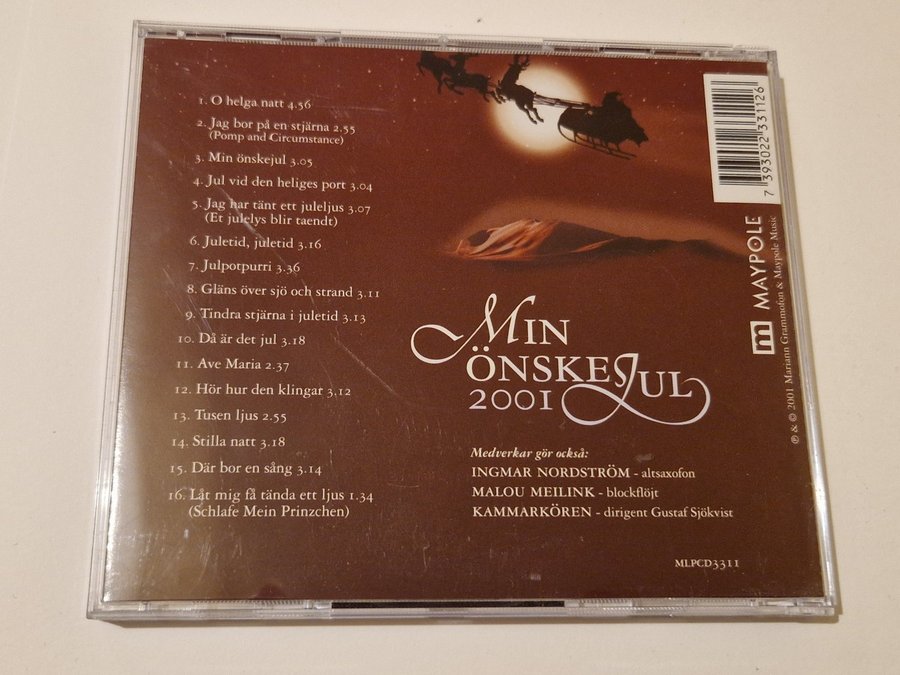 1. O helga natt 4.56
2. Jag bor på en stjärna 2.55
(Pomp and Circumstance)
3. Min önskejul 3.05
4. Jul vid den heliges port 3.04
5. Jag har tänt ett juleljus 3.07
(Et julelys blir taendt)
6. Juletid, juletid 3.16
7. Julpotpurri 3.36
8. Gläns över sjö och strand 3.11
9. Tindra stjärna i juletid 3.13
10. Då är det jul 3.18
11. Ave Maria 2.37
12. Hör hur den klingar 3.12
13. Tusen ljus 2.55
14. Stilla natt 3.18
15. Där bor en sång 3.14
16. Låt mig få tända ett ljus 1.34
(Schlafe Mein Prinzchen)
MIN
ÖNSKEJUL
2001
Medverkar gör också:
INGMAR NORDSTRÖM - altsaxofon
MALOU MEILINK - blockflöjt
KAMMARKÖREN - dirigent Gustaf Sjökvist
MLPCD3311
7 393022 331126
m MAYPOLE
℗ & © 2001 Mariann Grammofon & Maypole Music